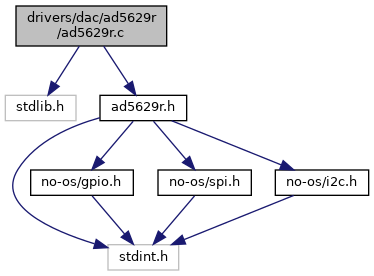 drivers/dac/ad5629r
/ad5629r.c
stdlib.h
ad5629r.h
no-os/gpio.h
no-os/spi.h
no-os/i2c.h
stdint.h